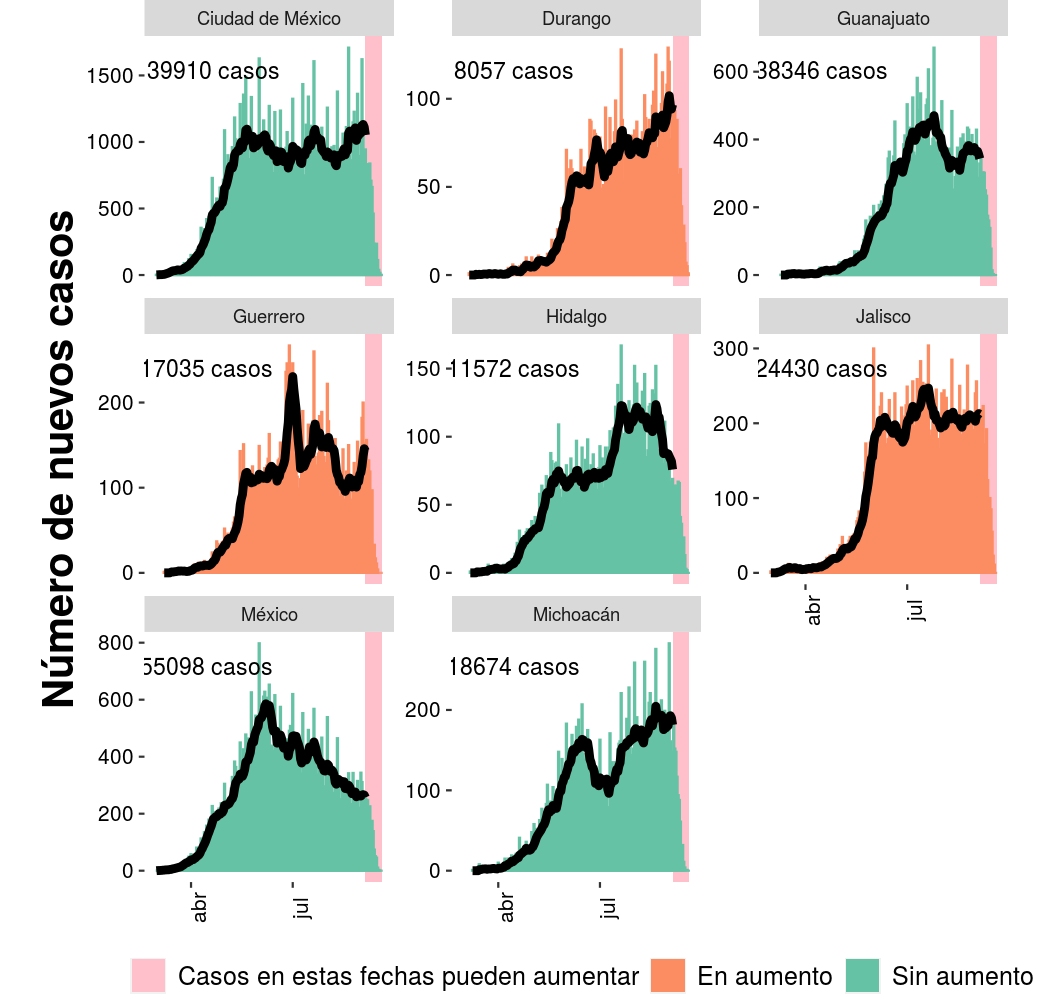 Número de nuevos casos
Ciudad de México
39910 casos
1500
1000
500
0
Durango
8057 casos
100
50
0
Guanajuato
38346 casos
600
400
200
0
Guerrero
17035 casos
200
100
0
Hidalgo
11572 casos
150
100
50
0
Jalisco
24430 casos
300
200
100
0
abr
jul
México
55098 casos
800
600
400
200
0
abr
jul
Michoacán
18674 casos
200
100
0
abr
jul
Casos en estas fechas pueden aumentar
En aumento
Sin aumento